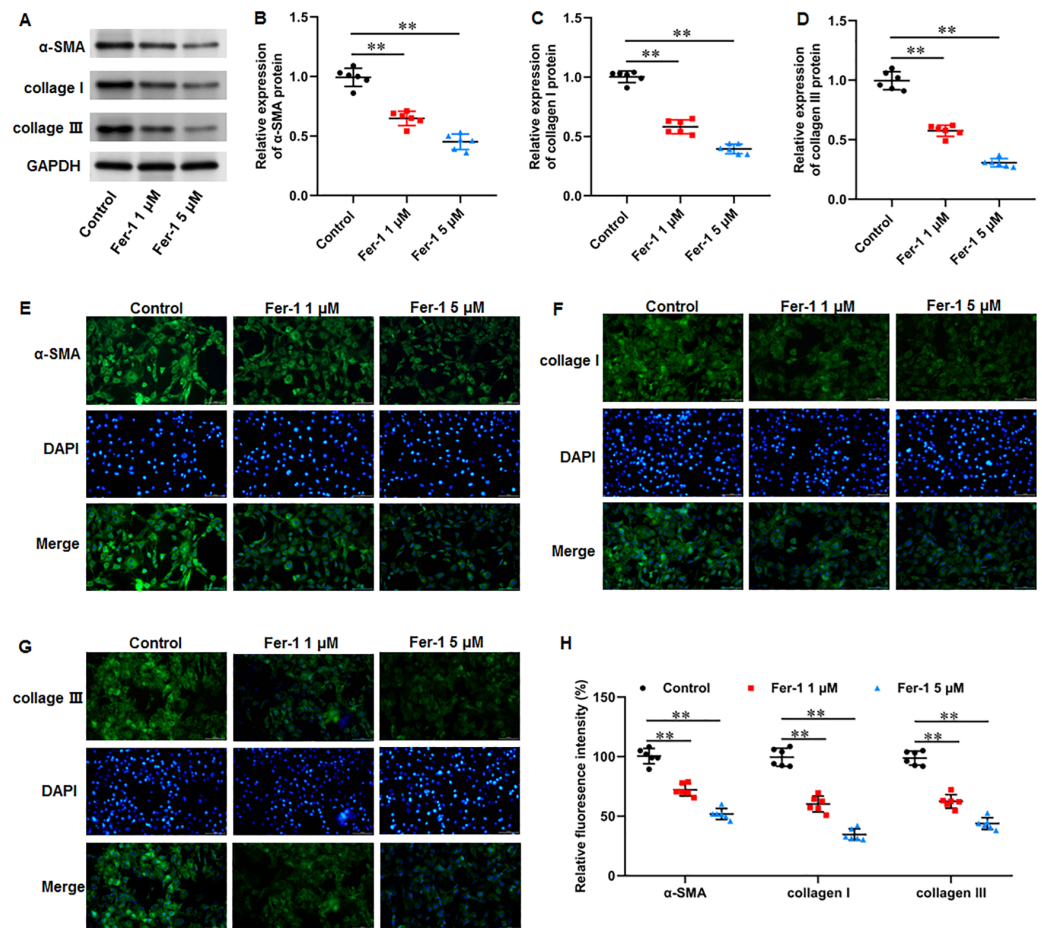 A
α-SMA
collage I
collage III
GAPDH
Control
Fer-1 1 μM
Fer-1 5 μM
B
Relative expression
of α-SMA protein
1.5
1.0
0.5
0.0
**
**
Control
Fer-1 1 μM
Fer-1 5 μM
C
Relative expression
of collagen I protein
1.5
1.0
0.5
0.0
**
**
Control
Fer-1 1 μM
Fer-1 5 μM
D
Relative expression
of collagen III protein
1.5
1.0
0.5
0.0
**
**
Control
Fer-1 1 μM
Fer-1 5 μM
E
Control
Fer-1 1 μM
Fer-1 5 μM
α-SMA
DAPI
Merge
F
Control
Fer-1 1 μM
Fer-1 5 μM
collage I
DAPI
Merge
G
Control
Fer-1 1 μM
Fer-1 5 μM
collage III
DAPI
Merge
H
Control
Fer-1 1 μM
Fer-1 5 μM
Relative fluoresence intensity (%)
150
100
50
0
**
**
**
**
**
**
α-SMA
collagen I
collagen III